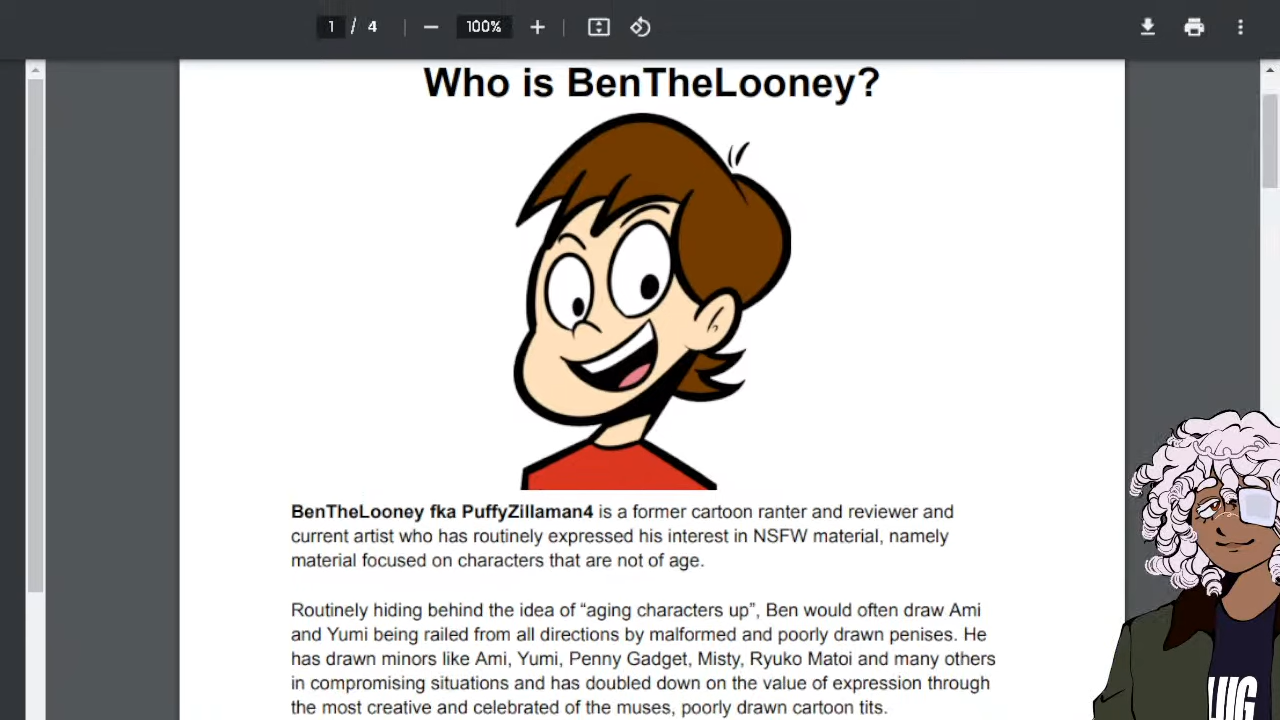 1 / 4 100%
Who is BenTheLooney?
BenTheLooney fka PuffyZillaman4 is a former cartoon ranter and reviewer and
current artist who has routinely expressed his interest in NSFW material, namely
material focused on characters that are not of age.
Routinely hiding behind the idea of “aging characters up”, Ben would often draw Ami
and Yumi being railed from all directions by malformed and poorly drawn penises. He
has drawn minors like Ami, Yumi, Penny Gadget, Misty, Ryuko Matoi and many others
in compromising situations and has doubled down on the value of expression through
the most creative and celebrated of the muses, poorly drawn cartoon tits.